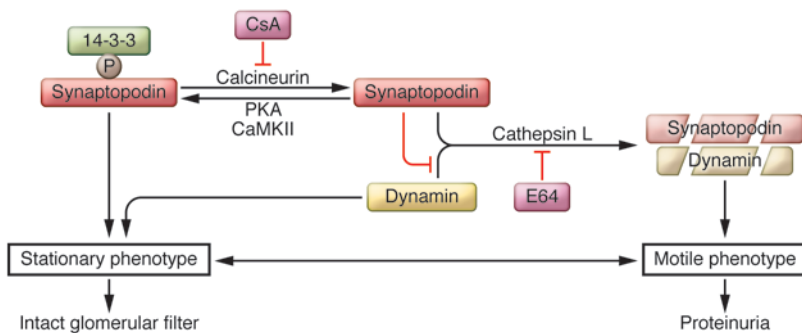 CsA
14-3-3
P
Synaptopodin
Calcineurin
PKA
CaMKII
Synaptopodin
Cathepsin L
Synaptopodin
Dynamin
Dynamin
E64
Stationary phenotype
Motile phenotype
Intact glomerular filter
Proteinuria